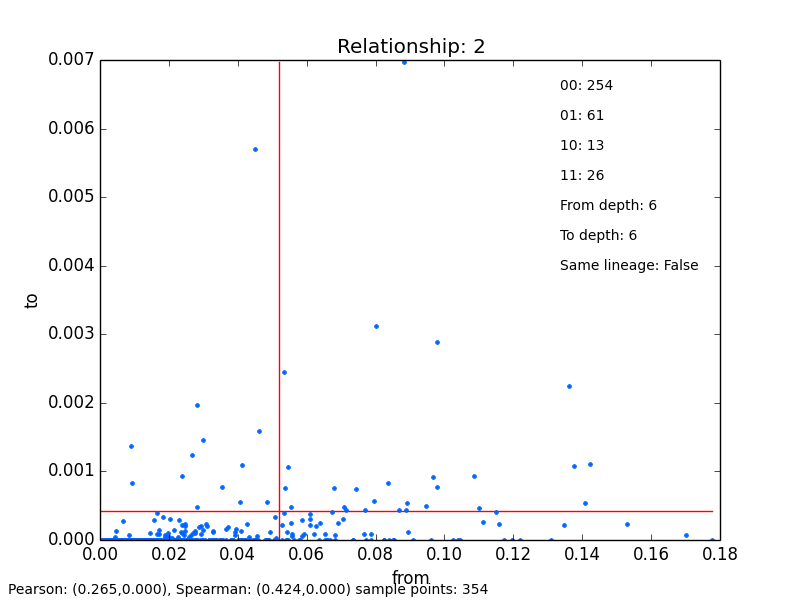 Relationship: 2
0.007
0.006
0.005
0.004
0.003
0.002
0.001
0.000
to
00: 254
01: 61
10: 13
11: 26
From depth: 6
To depth: 6
Same lineage: False
0.00 0.02 0.04 0.06 0.08 0.10 0.12 0.14 0.16 0.18
from
Pearson: (0.265,0.000), Spearman: (0.424,0.000) sample points: 354